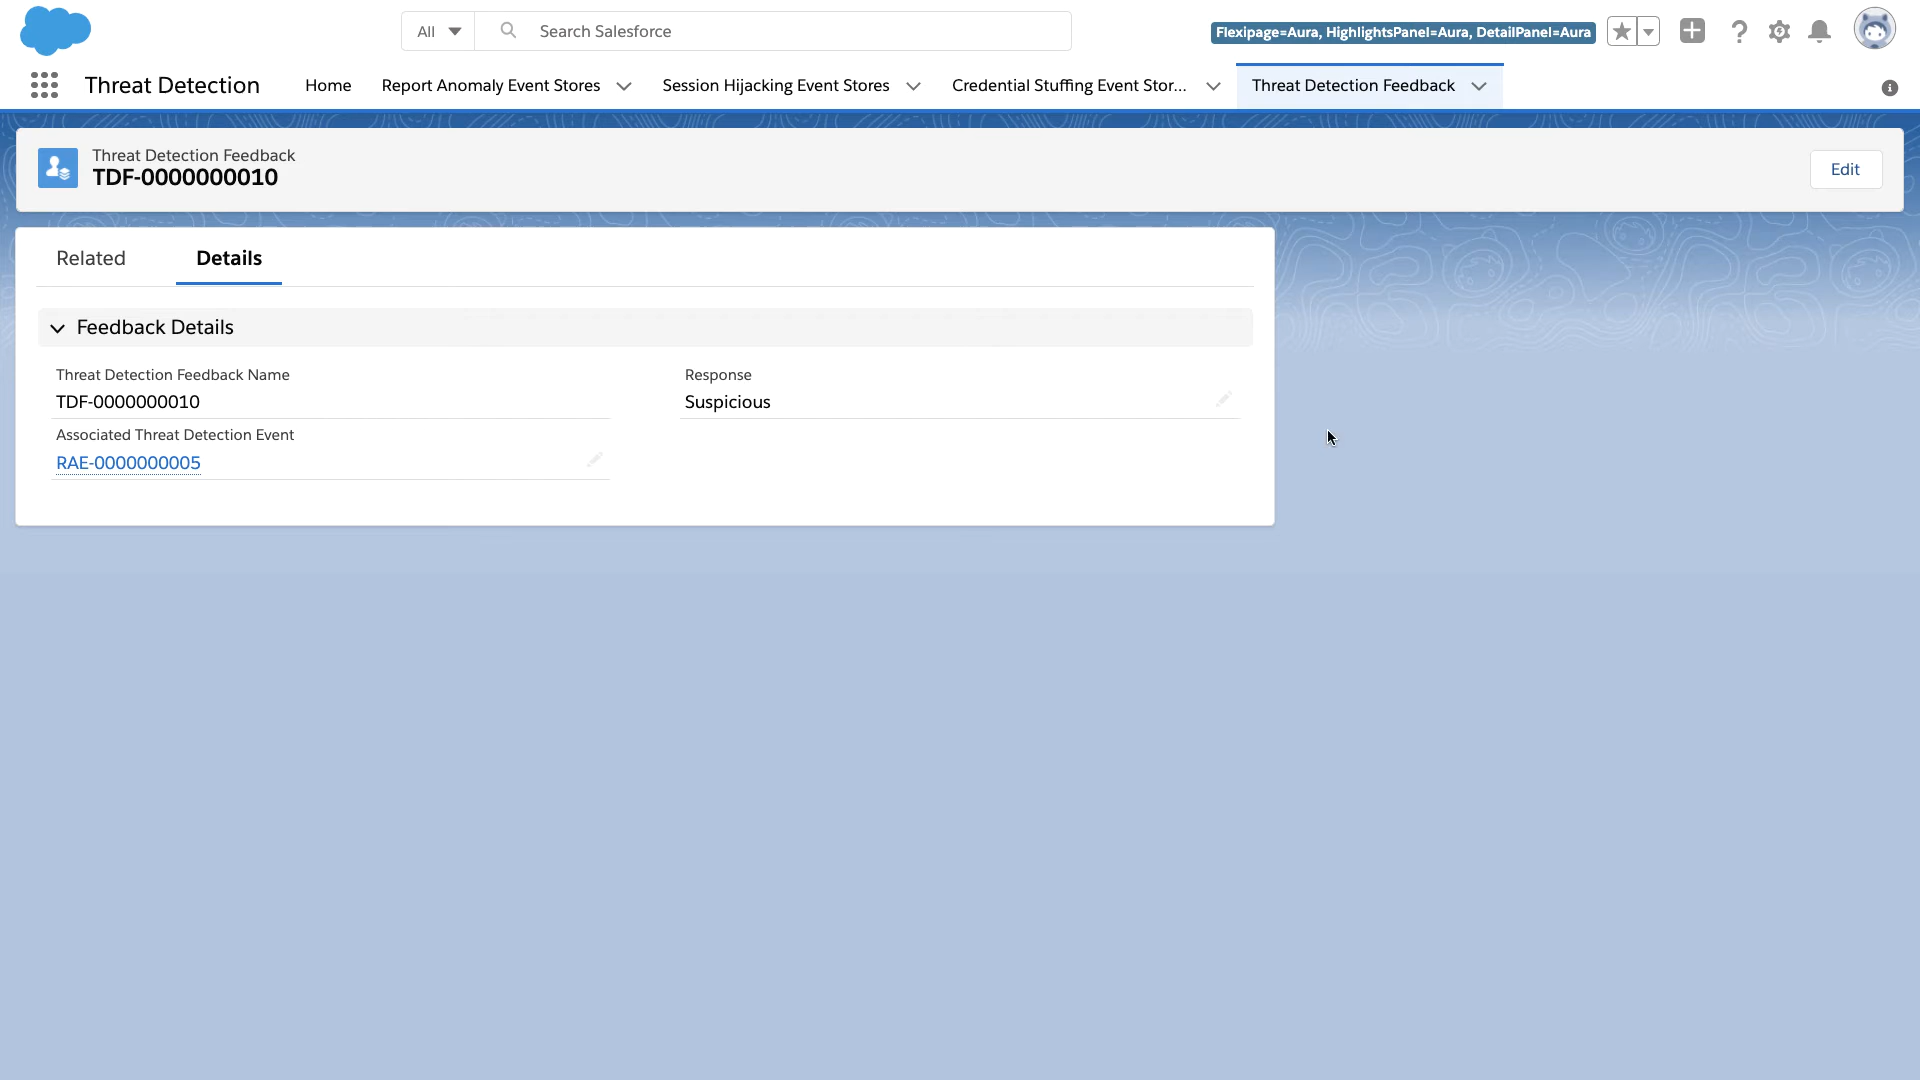 All
Search Salesforce
Flexipage=Aura, HighlightsPanel=Aura, DetailPanel=Aura
Threat Detection
Home
Report Anomaly Event Stores
Session Hijacking Event Stores
Credential Stuffing Event Stor...
Threat Detection Feedback
Threat Detection Feedback
TDF-0000000010
Edit
Related
Details
Feedback Details
Threat Detection Feedback Name
TDF-0000000010
Response
Suspicious
Associated Threat Detection Event
RAE-0000000005